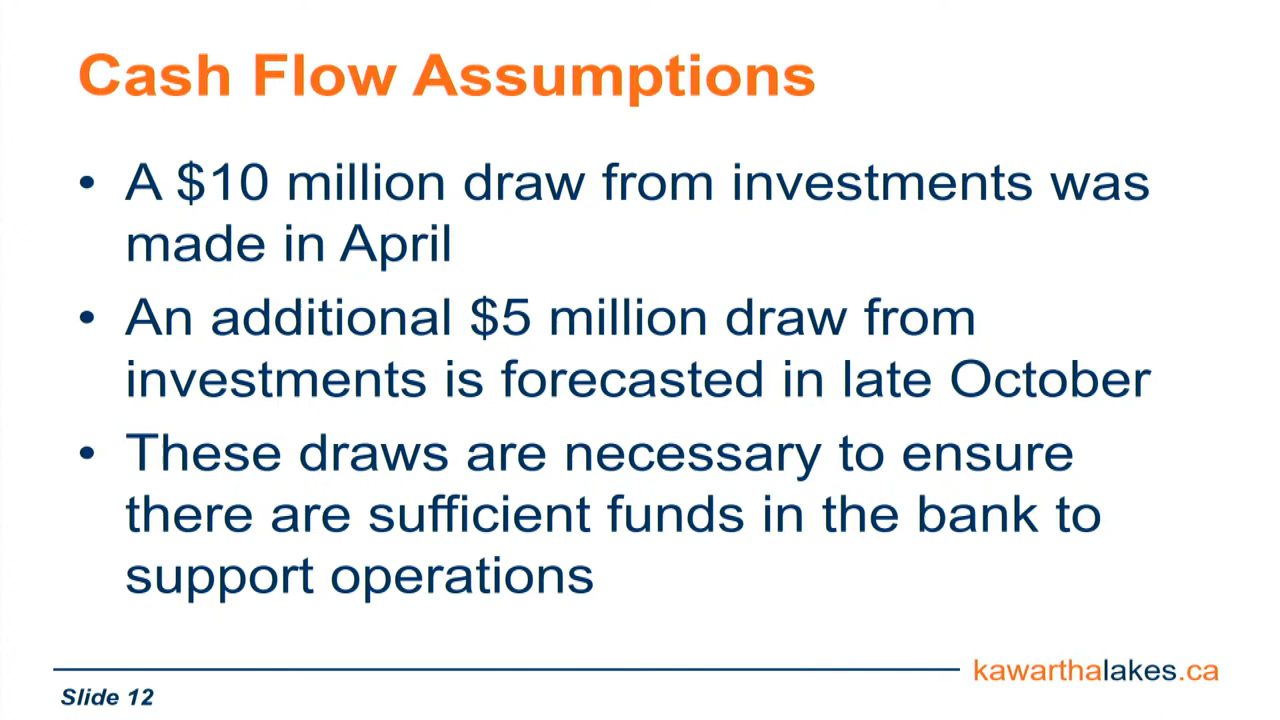 Cash Flow Assumptions
• A $10 million draw from investments was
made in April
• An additional $5 million draw from
investments is forecasted in late October
• These draws are necessary to ensure
there are sufficient funds in the bank to
support operations
kawarthalakes.ca
Slide 12